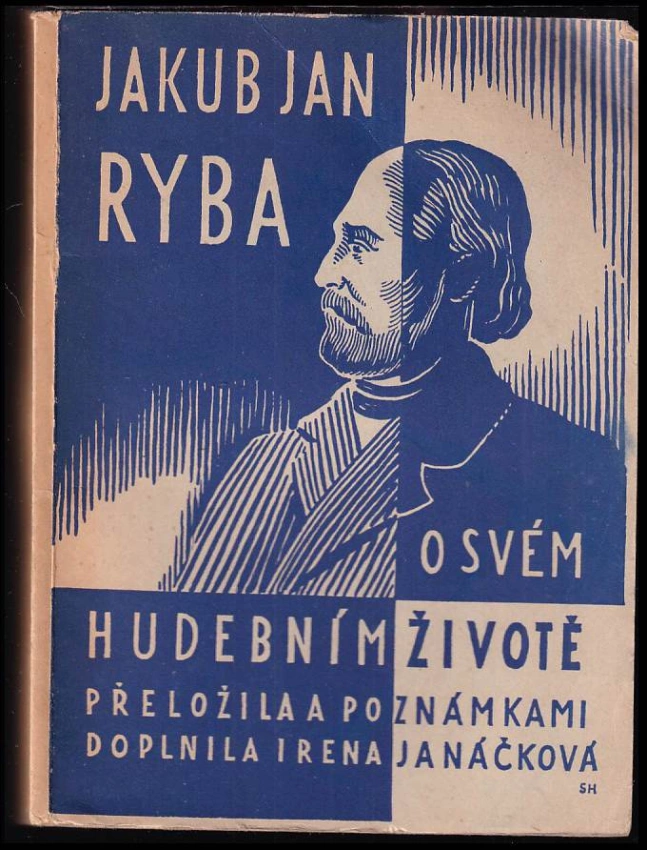 JAKUB JAN
RYBA
O SVÉM
HUDEBNÍM ŽIVOTĚ
PŘELOŽILA A POZNÁMKAMI
DOPLNILA IRENA JANÁČKOVÁ
SH